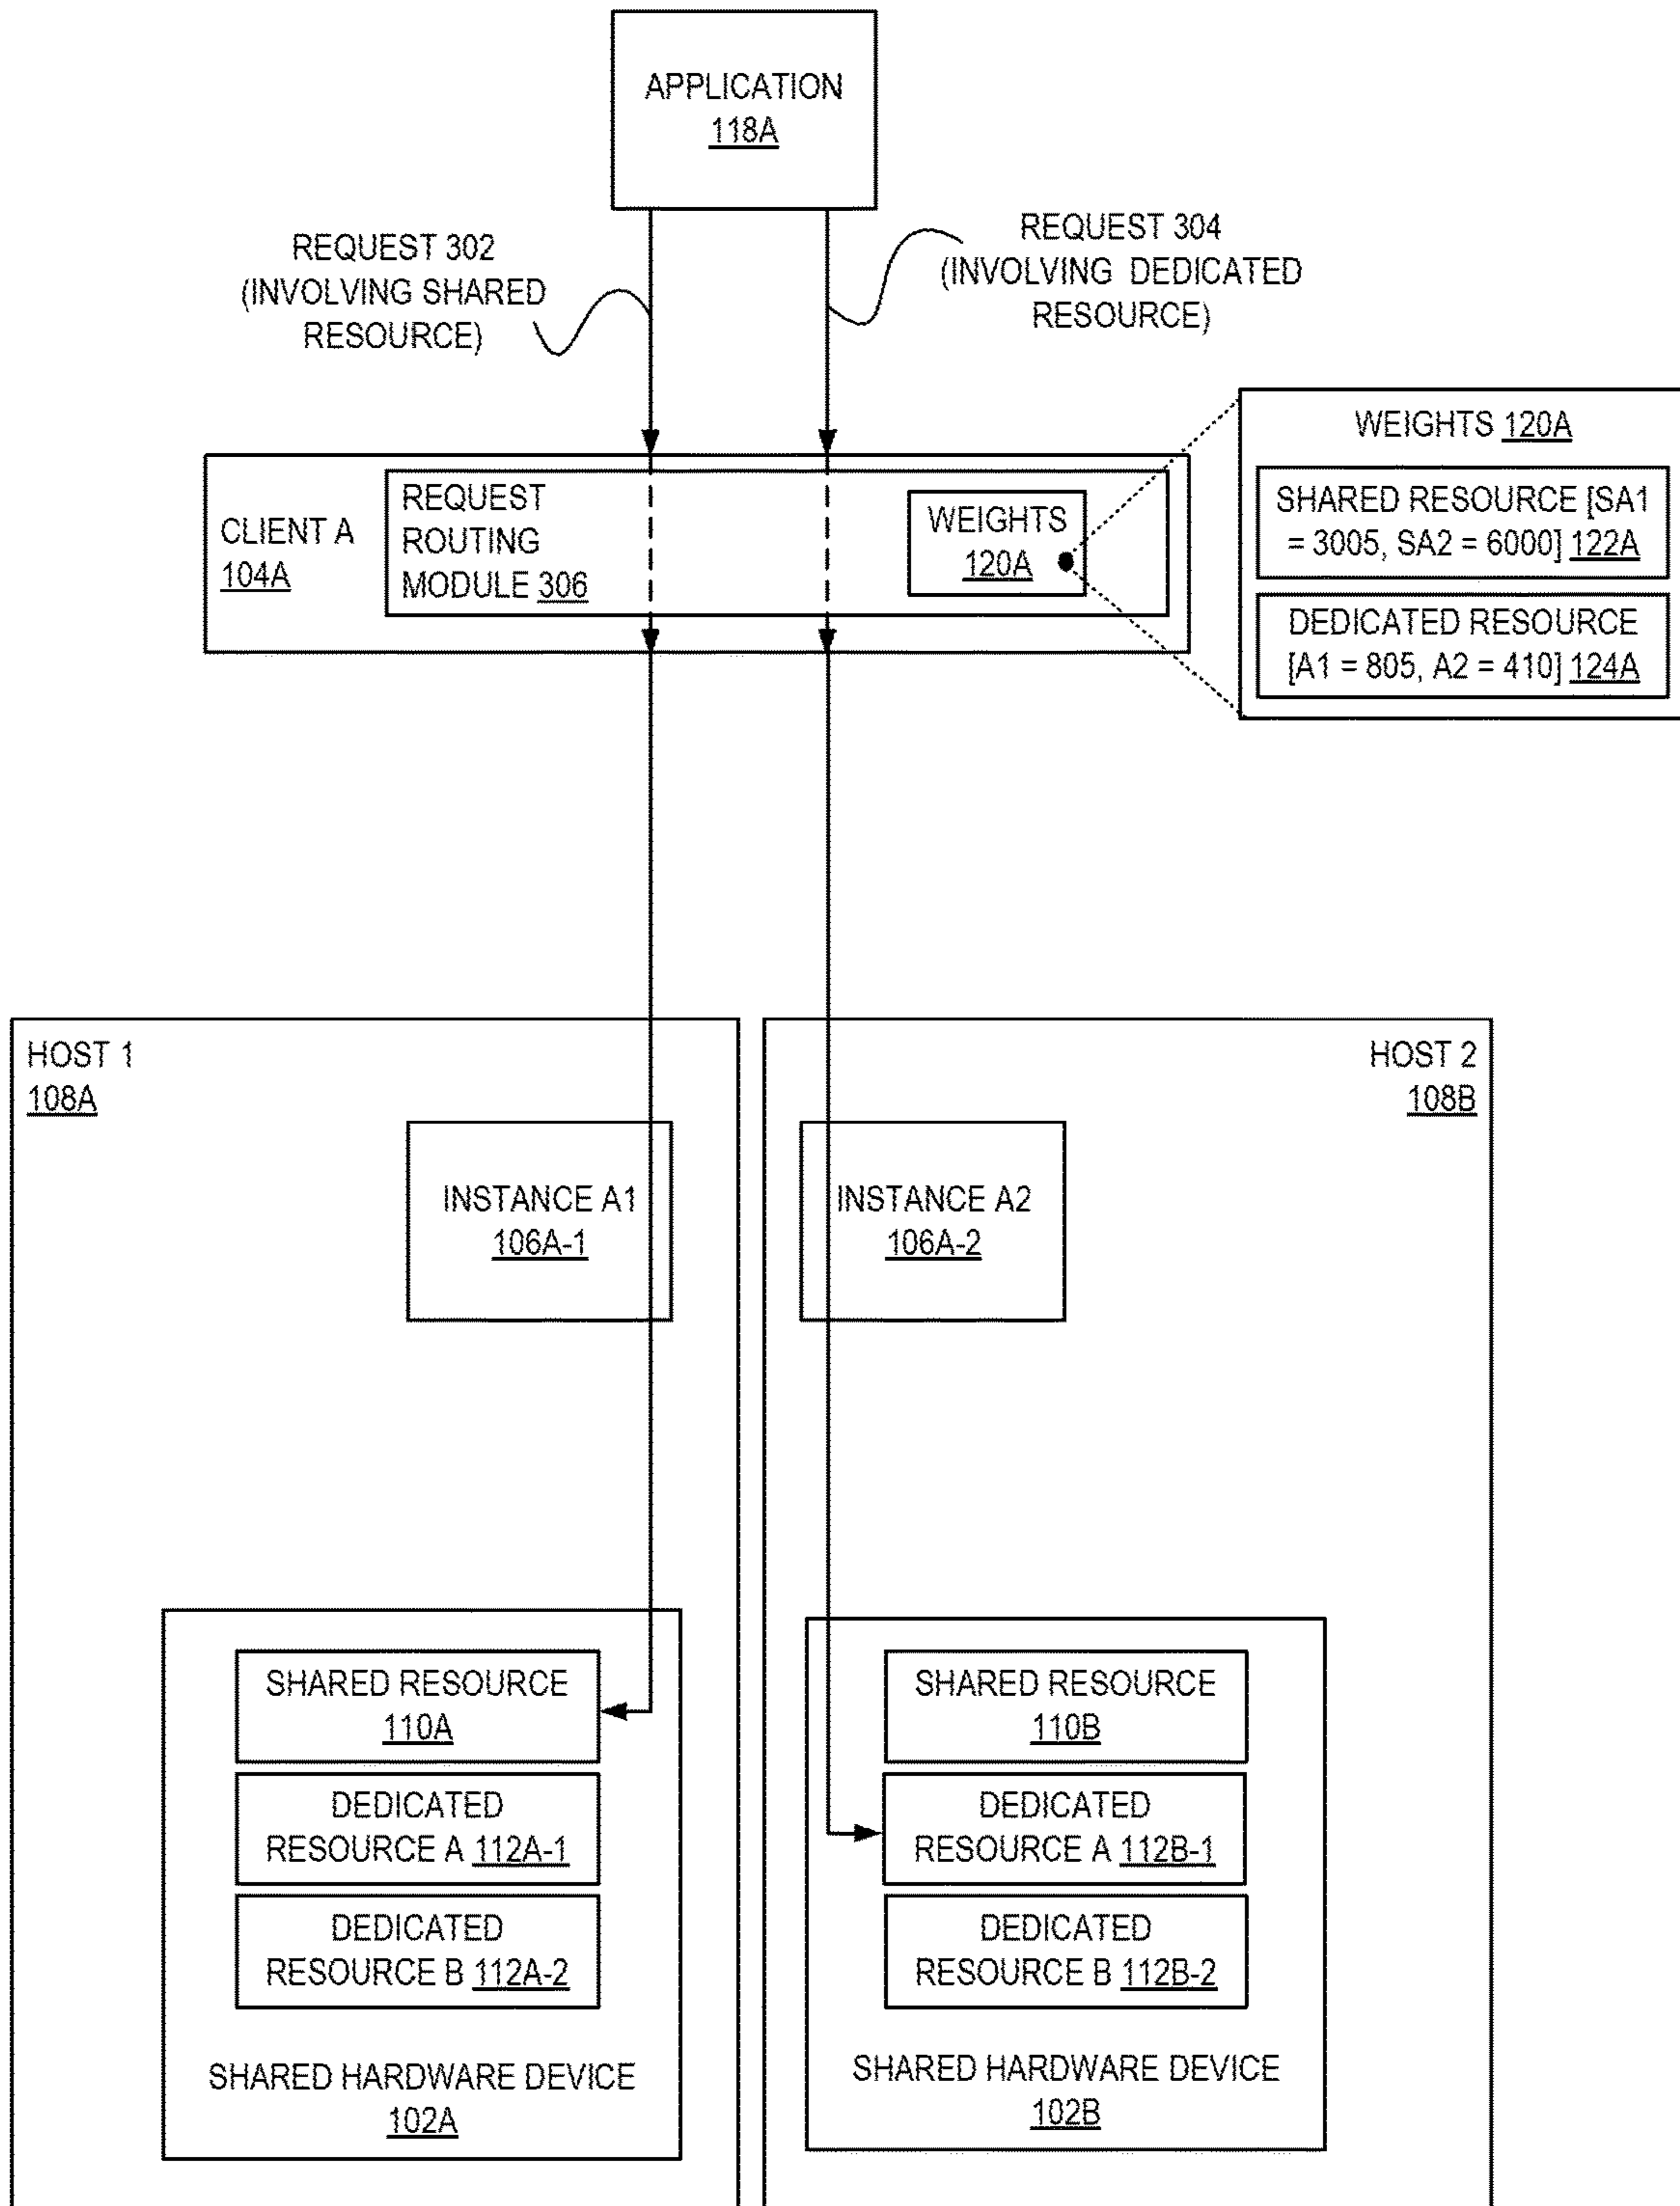 APPLICATION
118A
REQUEST 302
(INVOLVING SHARED
RESOURCE)
REQUEST 304
(INVOLVING DEDICATED
RESOURCE)
CLIENT A
104A
REQUEST
ROUTING
MODULE 306
WEIGHTS
120A
WEIGHTS 120A
SHARED RESOURCE [SA1
= 3005, SA2 = 6000] 122A
DEDICATED RESOURCE
[A1 = 805, A2 = 410] 124A
HOST 1
108A
INSTANCE A1
106A-1
SHARED RESOURCE
110A
DEDICATED
RESOURCE A 112A-1
DEDICATED
RESOURCE B 112A-2
SHARED HARDWARE DEVICE
102A
HOST 2
108B
INSTANCE A2
106A-2
SHARED RESOURCE
110B
DEDICATED
RESOURCE A 112B-1
DEDICATED
RESOURCE B 112B-2
SHARED HARDWARE DEVICE
102B